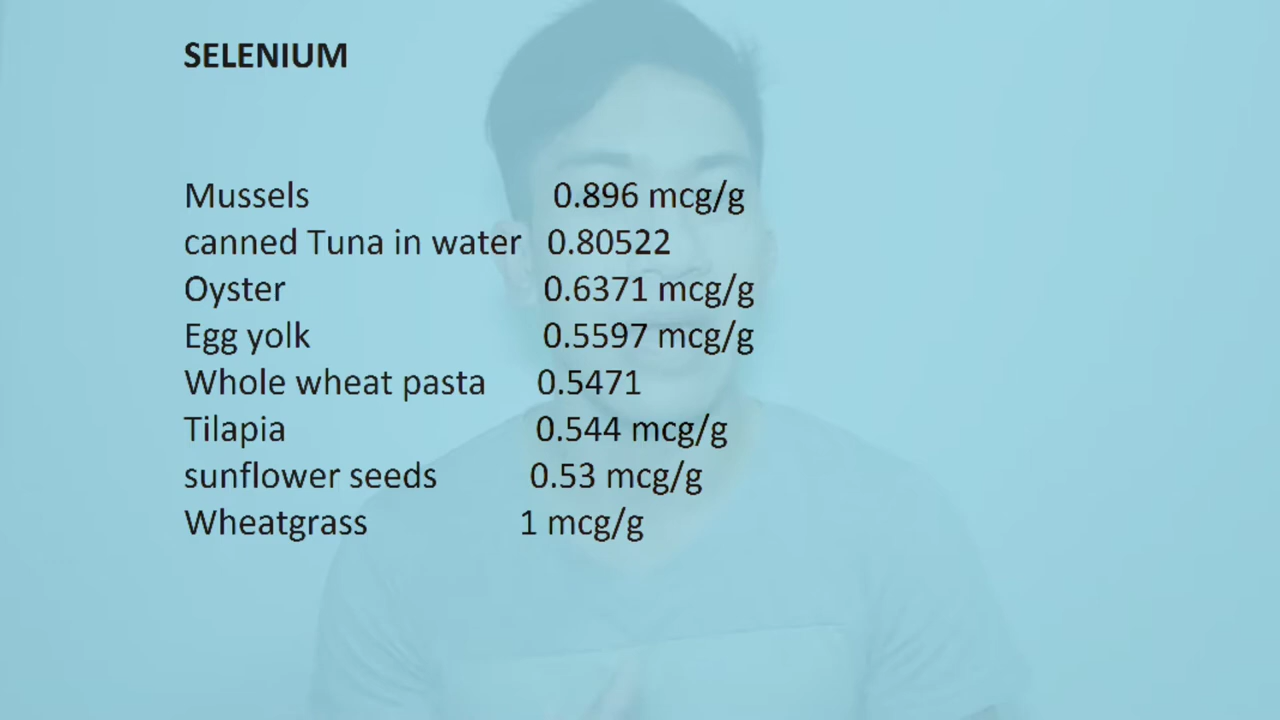 SELENIUM
Mussels 0.896 mcg/g
canned Tuna in water 0.80522
Oyster 0.6371 mcg/g
Egg yolk 0.5597 mcg/g
Whole wheat pasta 0.5471
Tilapia 0.544 mcg/g
sunflower seeds 0.53 mcg/g
Wheatgrass 1 mcg/g